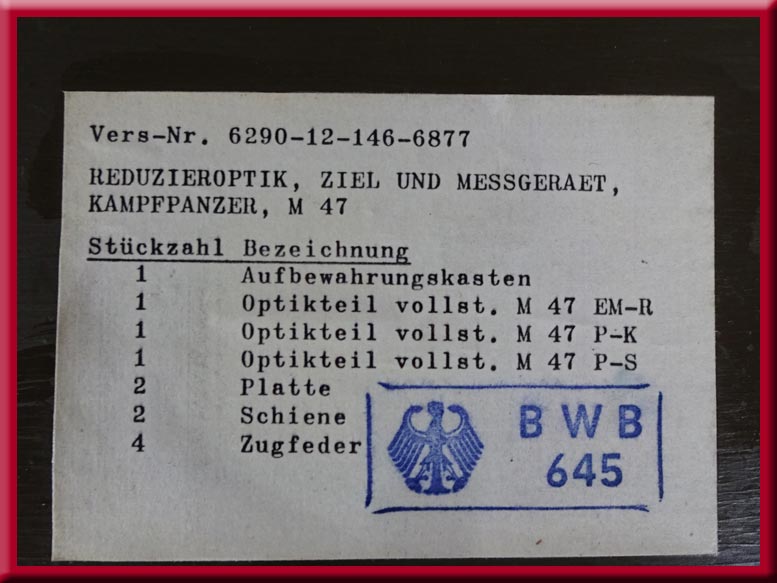 Vers-Nr. 6290-12-146-6877
REDUZIEROPTIK, ZIEL UND MESSGERAET,
KAMPFPANZER, M 47
Stückzahl Bezeichnung
1 Aufbewahrungskasten
1 Optikteil vollst. M 47 EM-R
1 Optikteil vollst. M 47 P-K
1 Optikteil vollst. M 47 P-S
2 Platte
2 Schiene
4 Zugfeder
BWB
645